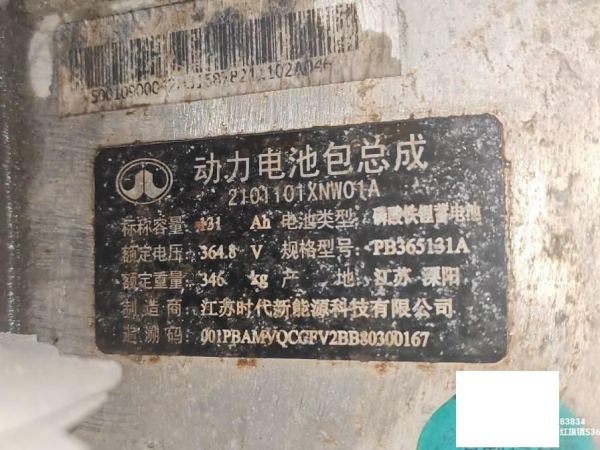 动力电池包总成
2101101XNW01A
标称容量: 131 Ah 电池类型: 磷酸铁锂蓄电池
额定电压: 364.8 V 规格型号: PB365131A
额定重量: 346 kg 产 地: 江苏 溧阳
制 造 商: 江苏时代新能源科技有限公司
追 溯 码: 001PBAMVQCGFV2BB80300167
83834